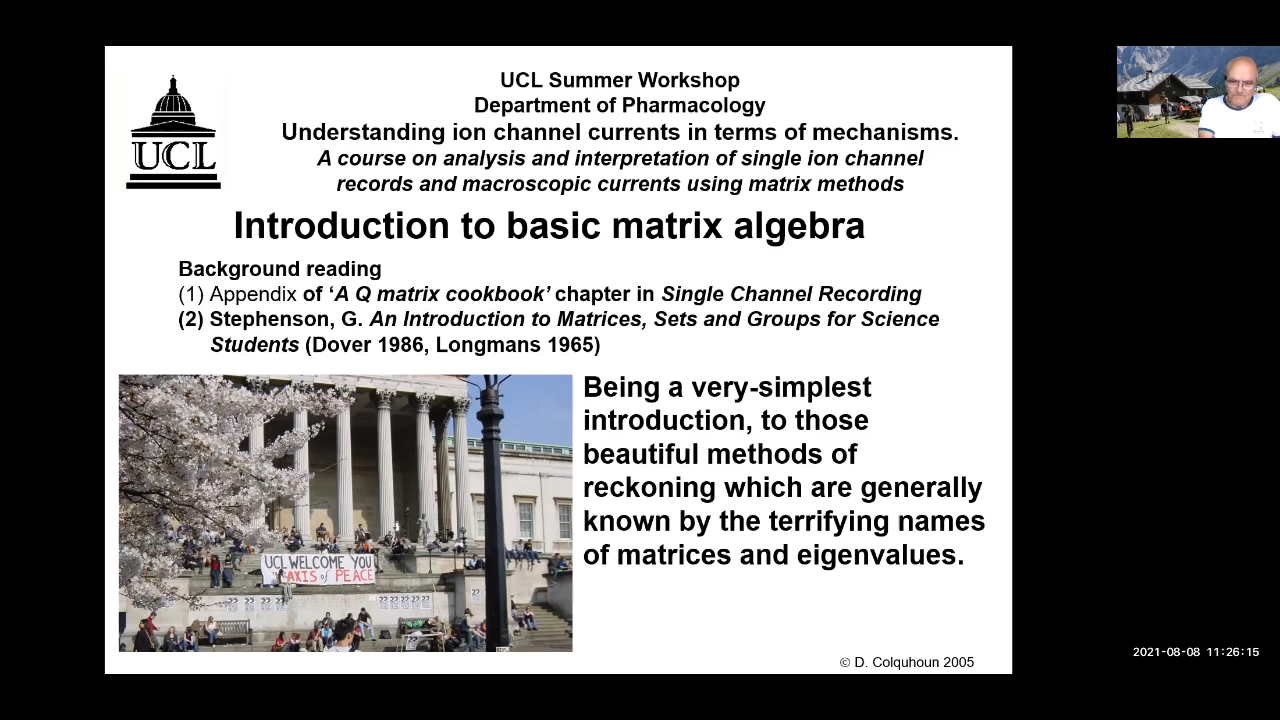 UCL Summer Workshop
Department of Pharmacology
Understanding ion channel currents in terms of mechanisms.
A course on analysis and interpretation of single ion channel
records and macroscopic currents using matrix methods
UCL
Introduction to basic matrix algebra
Background reading
(1) Appendix of ‘A Q matrix cookbook’ chapter in Single Channel Recording
(2) Stephenson, G. An Introduction to Matrices, Sets and Groups for Science
Students (Dover 1986, Longmans 1965)
Being a very-simplest
introduction, to those
beautiful methods of
reckoning which are generally
known by the terrifying names
of matrices and eigenvalues.
UCL WELCOME YOU
AXIS of PEACE
© D. Colquhoun 2005
2021-08-08 11:26:15